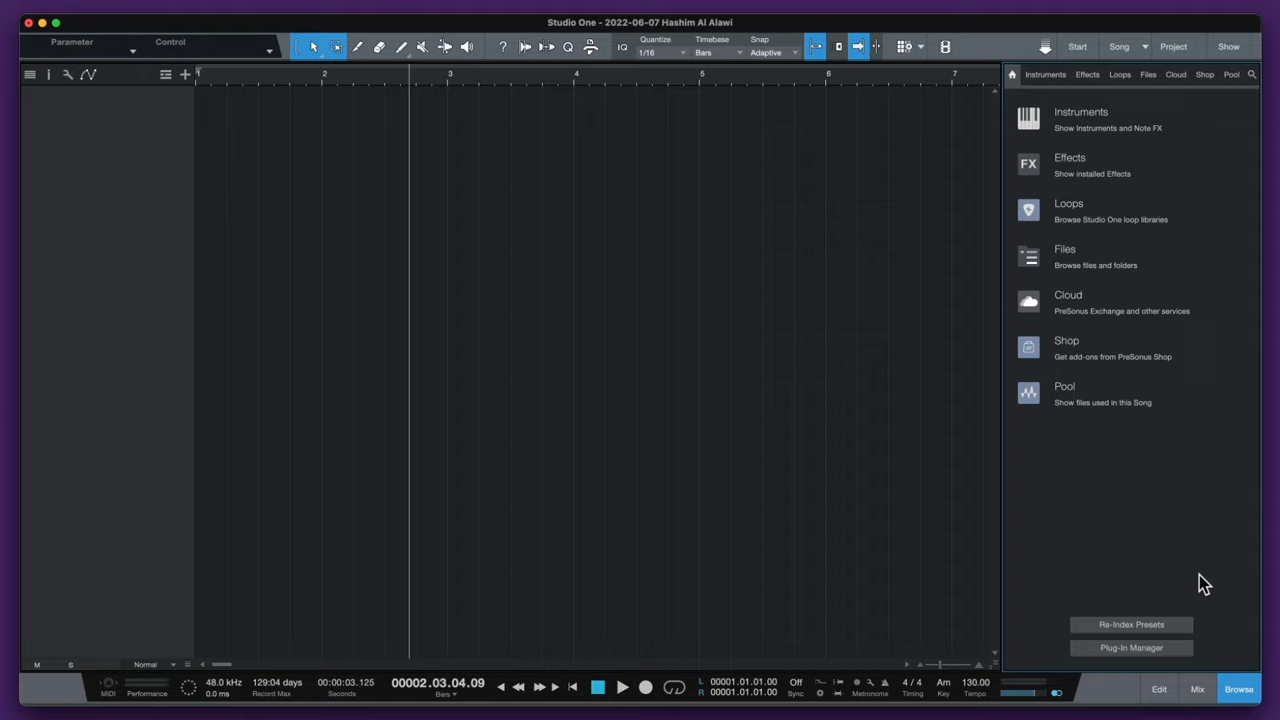 Studio One - 2022-06-07 Hashim Al Alawi
Parameter
Control
Quantize
1/16
Timebase
Bars
Snap
Adaptive
IQ
Start
Song
Project
Show
1 2 3 4 5 6 7
Instruments Effects Loops Files Cloud Shop Pool
Instruments
Show Instruments and Note FX
FX
Effects
Show installed Effects
Loops
Browse Studio One loop libraries
Files
Browse files and folders
Cloud
PreSonus Exchange and other services
Shop
Get add-ons from PreSonus Shop
Pool
Show files used in this Song
Re-Index Presets
Plug-In Manager
M S Normal
MIDI
Performance
48.0 kHz
0.0 ms
129:04 days
Record Max
00:00:03.125
Seconds
00002.03.04.09
Bars
L 00001.01.01.00
R 00001.01.01.00
Off
Sync
Metronome
4 / 4
Timing
Am
Key
130.00
Tempo
Edit
Mix
Browse